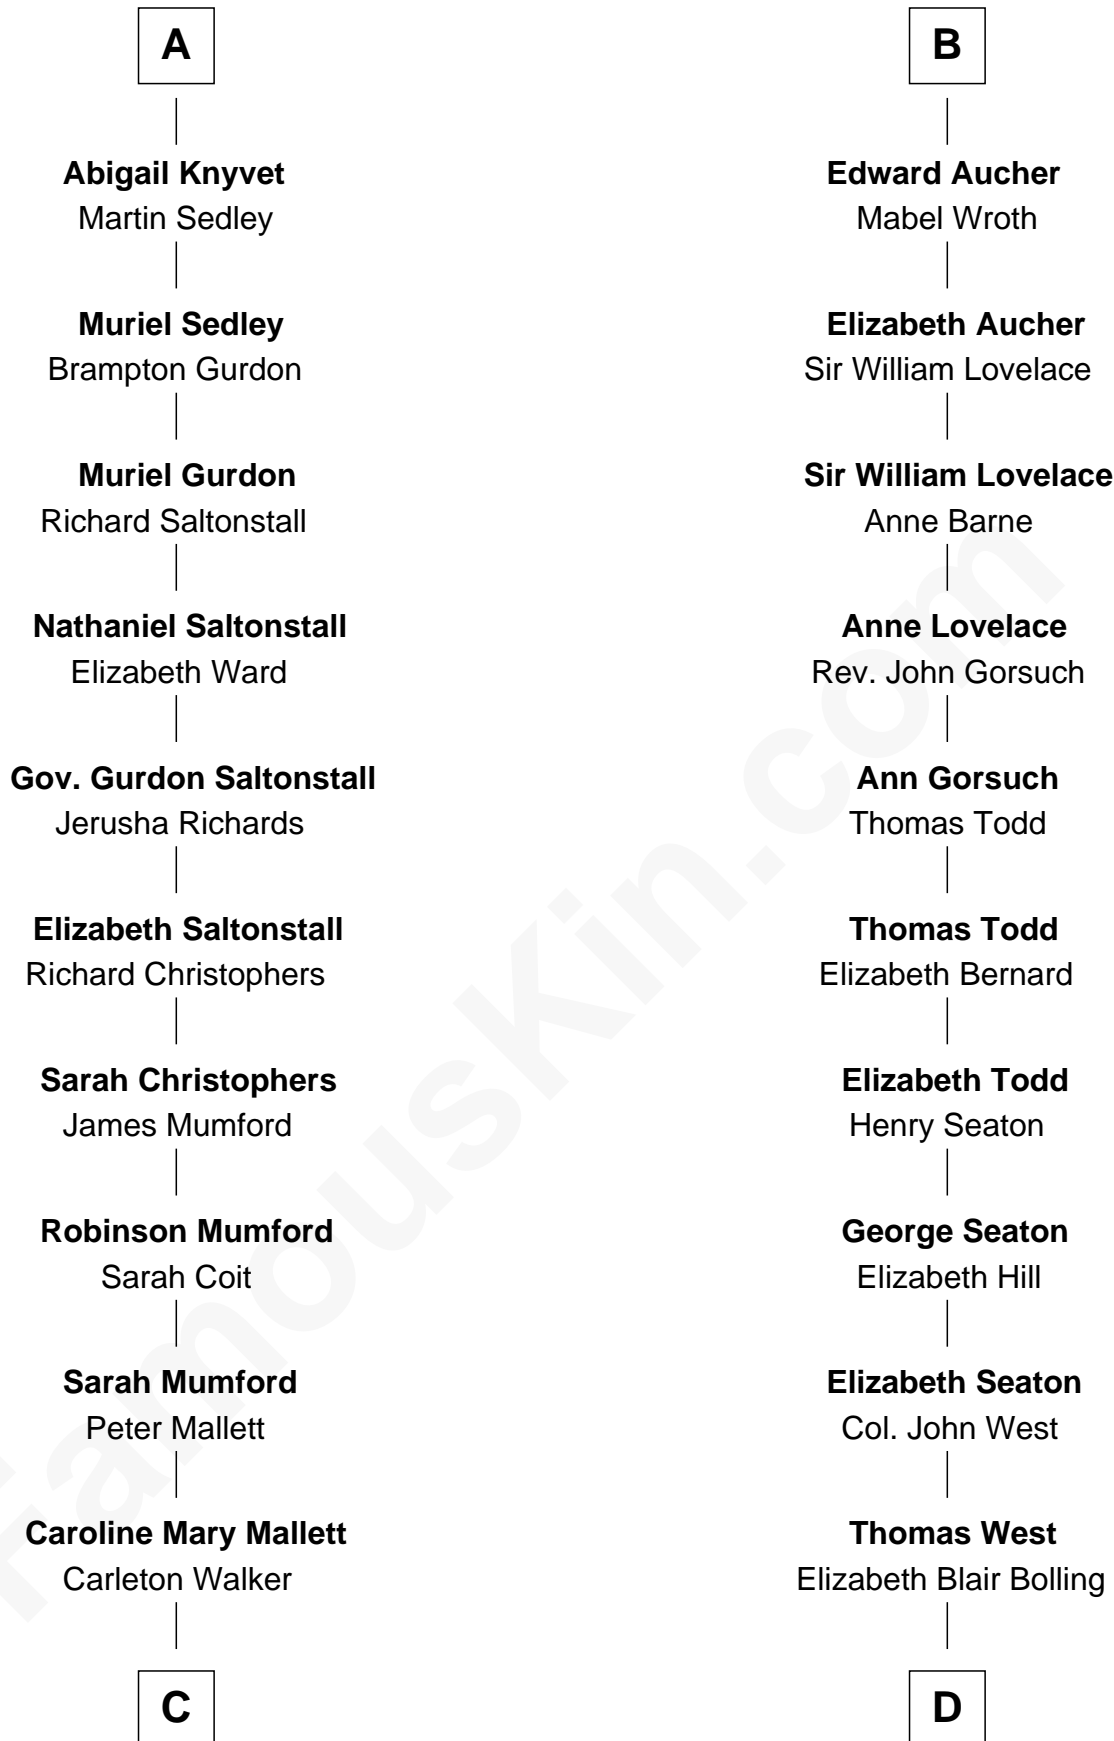 A
Abigail Knyvet
Martin Sedley
Muriel Sedley
Brampton Gurdon
Muriel Gurdon
Richard Saltonstall
Nathaniel Saltonstall
Elizabeth Ward
Gov. Gurdon Saltonstall
Jerusha Richards
Elizabeth Saltonstall
Richard Christophers
Sarah Christophers
James Mumford
Robinson Mumford
Sarah Coit
Sarah Mumford
Peter Mallett
Caroline Mary Mallett
Carleton Walker
C
B
Edward Aucher
Mabel Wroth
Elizabeth Aucher
Sir William Lovelace
Sir William Lovelace
Anne Barne
Anne Lovelace
Rev. John Gorsuch
Ann Gorsuch
Thomas Todd
Thomas Todd
Elizabeth Bernard
Elizabeth Todd
Henry Seaton
George Seaton
Elizabeth Hill
Elizabeth Seaton
Col. John West
Thomas West
Elizabeth Blair Bolling
D
FamousKin.com